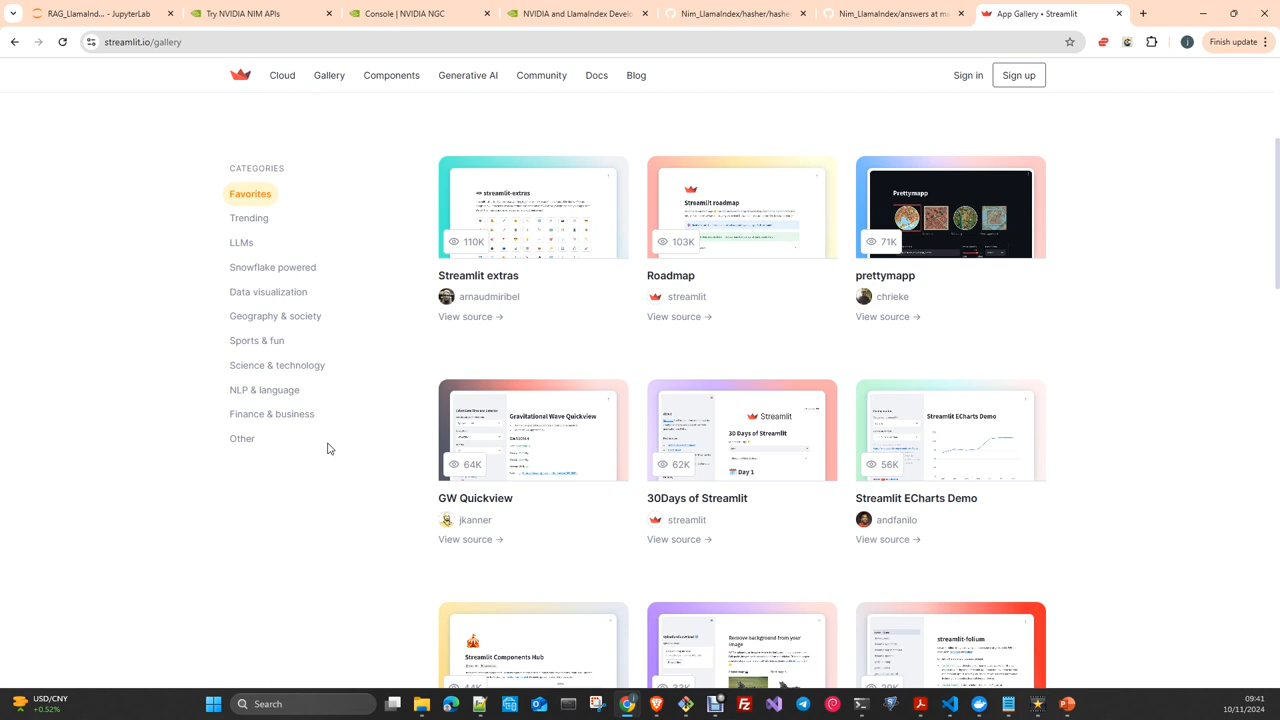 RAG_LlamaInd... - JupyterLab
Try NVIDIA NIM APIs
Console | NVIDIA NGC
NVIDIA and LlamaIndex Develo
Nim_LlamaIndex/hasher/hashe
Nim_LlamaIndex/answers at ma
App Gallery • Streamlit
streamlit.io/gallery
Finish update
Cloud
Gallery
Components
Generative AI
Community
Docs
Blog
Sign in
Sign up
CATEGORIES
Favorites
Trending
LLMs
Snowflake powered
Data visualization
Geography & society
Sports & fun
Science & technology
NLP & language
Finance & business
Other
streamlit-extras
110K
Streamlit extras
arnaudmiribel
View source →
Streamlit roadmap
103K
Roadmap
streamlit
View source →
Prettymapp
71K
prettymapp
chrieke
View source →
Gravitational Wave Quickview
64K
GW Quickview
jkanner
View source →
Streamlit
30 Days of Streamlit
Day 1
62K
30Days of Streamlit
streamlit
View source →
Streamlit ECharts Demo
56K
Streamlit ECharts Demo
andfanilo
View source →
Streamlit Components Hub
Remove background from your
image
streamlit-folium
USD/CNY
+0.52%
Search
09:41
10/11/2024